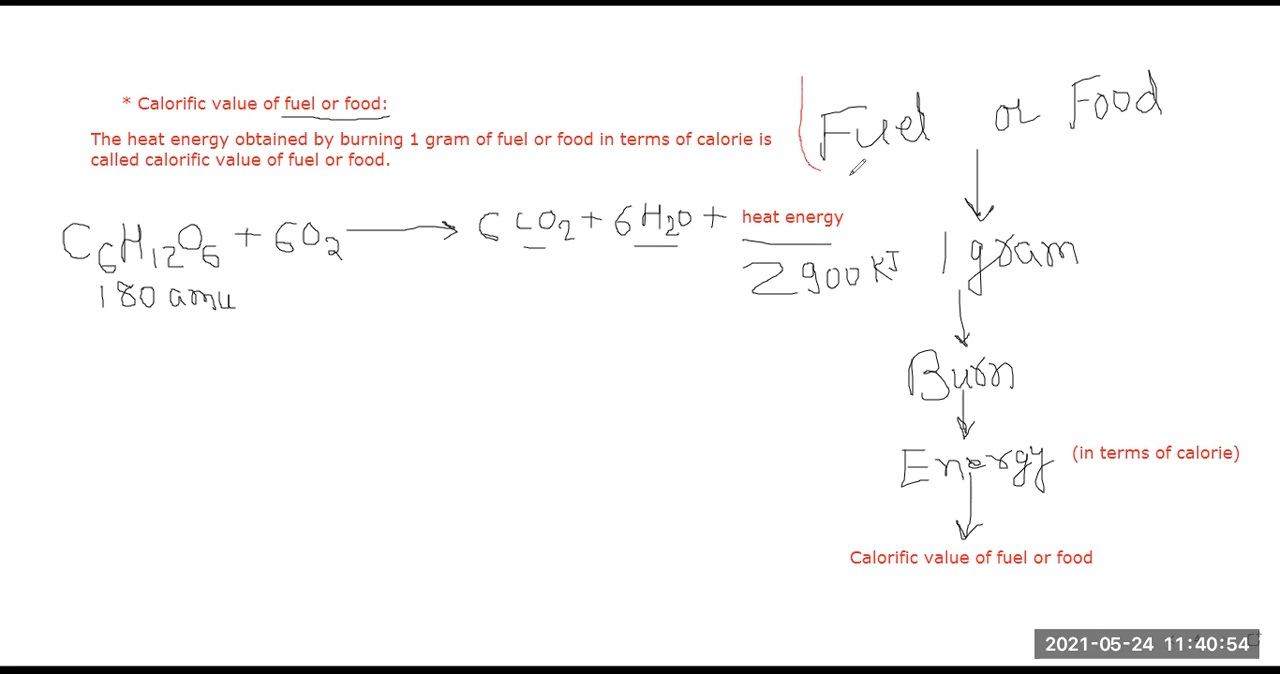 * Calorific value of fuel or food:
The heat energy obtained by burning 1 gram of fuel or food in terms of calorie is
called calorific value of fuel or food.
C6H12O6 + 6O2 → 6CO2 + 6H2O + heat energy
180 amu
2900 KJ
Fuel or Food
1 gram
Burn
Energy (in terms of calorie)
Calorific value of fuel or food
2021-05-24 11:40:54